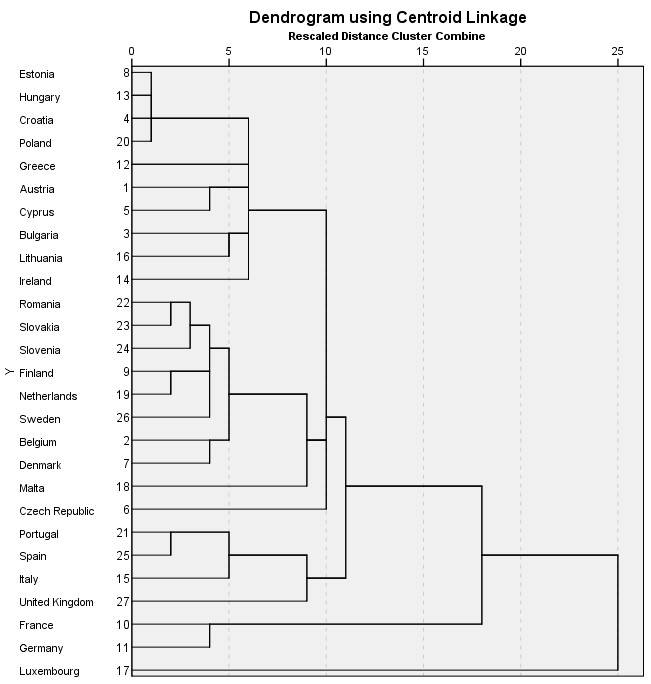 Dendrogram using Centroid Linkage
Rescaled Distance Cluster Combine
0 5 10 15 20 25
Estonia 8
Hungary 13
Croatia 4
Poland 20
Greece 12
Austria 1
Cyprus 5
Bulgaria 3
Lithuania 16
Ireland 14
Romania 22
Slovakia 23
Slovenia 24
Y
Finland 9
Netherlands 19
Sweden 26
Belgium 2
Denmark 7
Malta 18
Czech Republic 6
Portugal 21
Spain 25
Italy 15
United Kingdom 27
France 10
Germany 11
Luxembourg 17